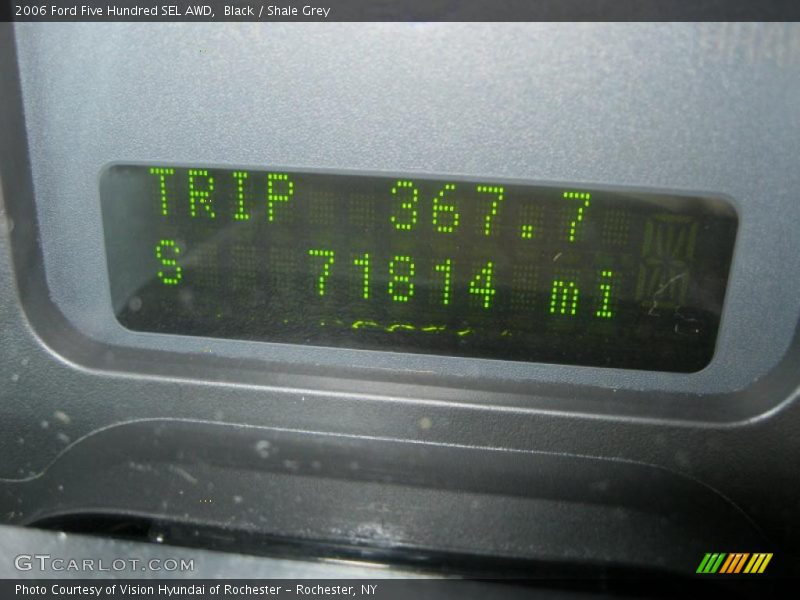 2006 Ford Five Hundred SEL AWD,  Black / Shale Grey
TRIP 367.7
S 71814 mi
GTCARLOT.COM
Photo Courtesy of Vision Hyundai of Rochester - Rochester, NY